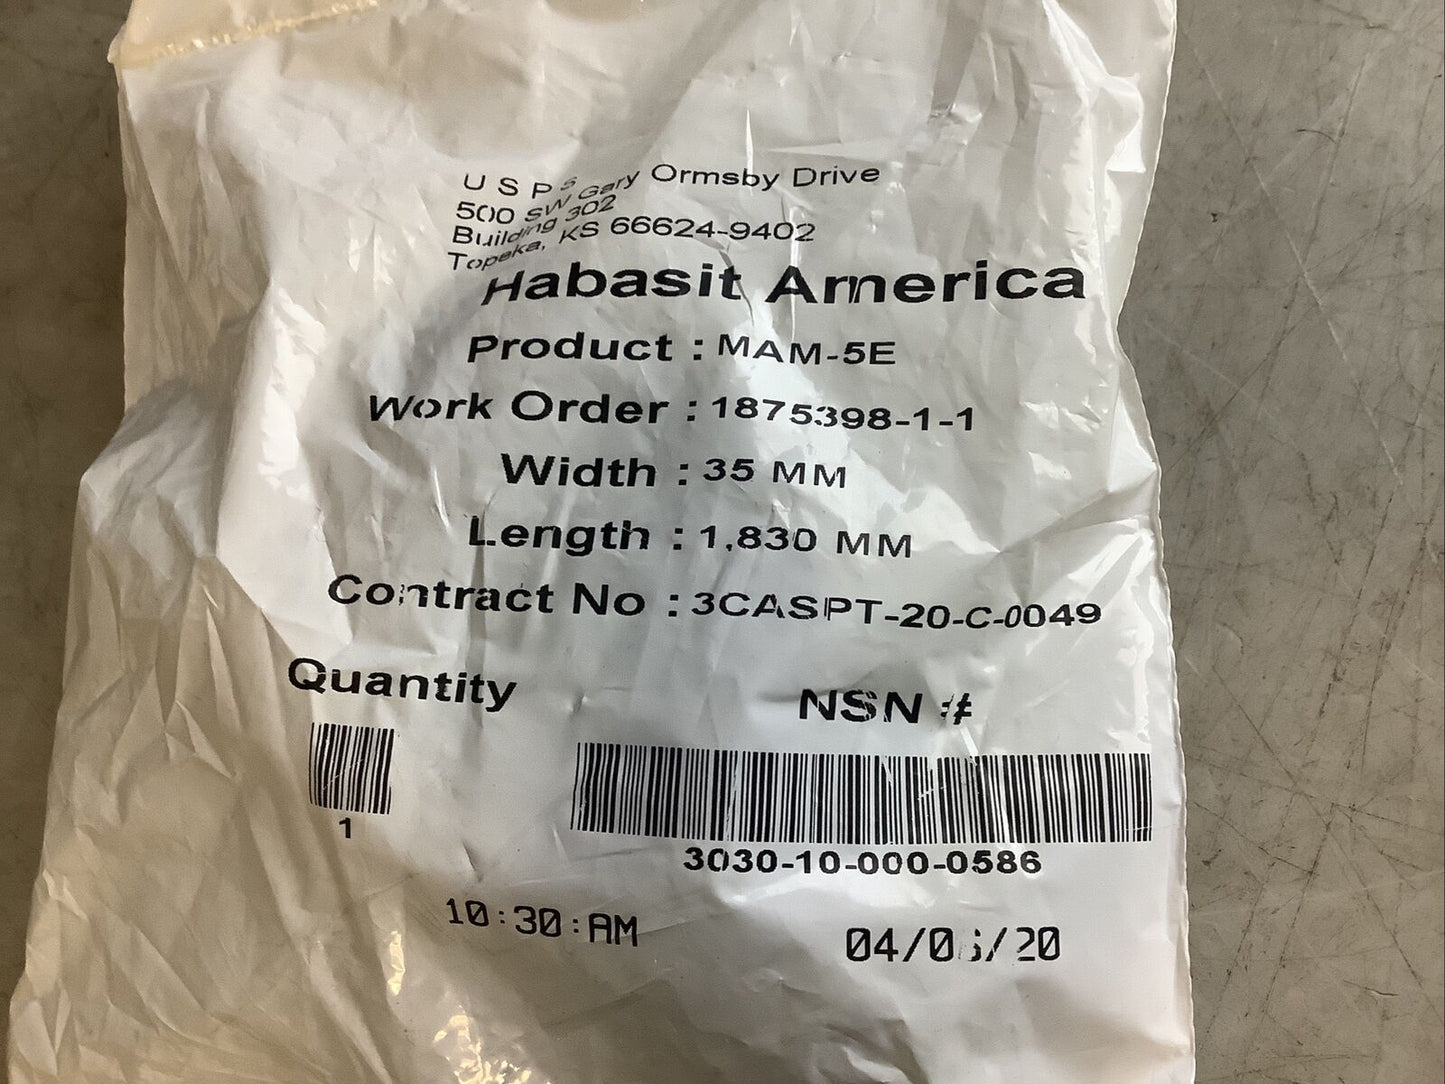 U S P S
500 SW Gary Ormsby Drive
Building 302
Topeka, KS 66624-9402
Habasit America
Product : MAM-5E
Work Order : 1875398-1-1
Width : 35 MM
Length : 1,830 MM
Contract No : 3CASPT-20-C-0049
Quantity
NSN #
1
3030-10-000-0586
10:30:AM